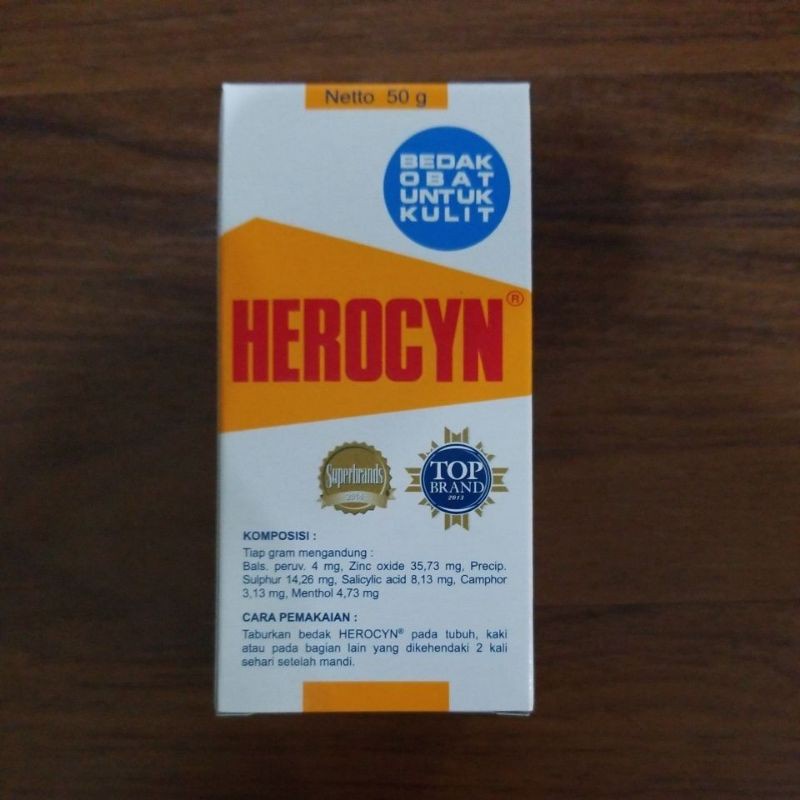 Netto 50 g
BEDAK
OBAT
UNTUK
KULIT
HEROCYN®
Superbrands
2014
TOP
BRAND
2013
KOMPOSISI :
Tiap gram mengandung :
Bals. peruv. 4 mg, Zinc oxide 35,73 mg, Precip.
Sulphur 14,26 mg, Salicylic acid 8,13 mg, Camphor
3,13 mg, Menthol 4,73 mg
CARA PEMAKAIAN :
Taburkan bedak HEROCYN® pada tubuh, kaki
atau pada bagian lain yang dikehendaki 2 kali
sehari setelah mandi.